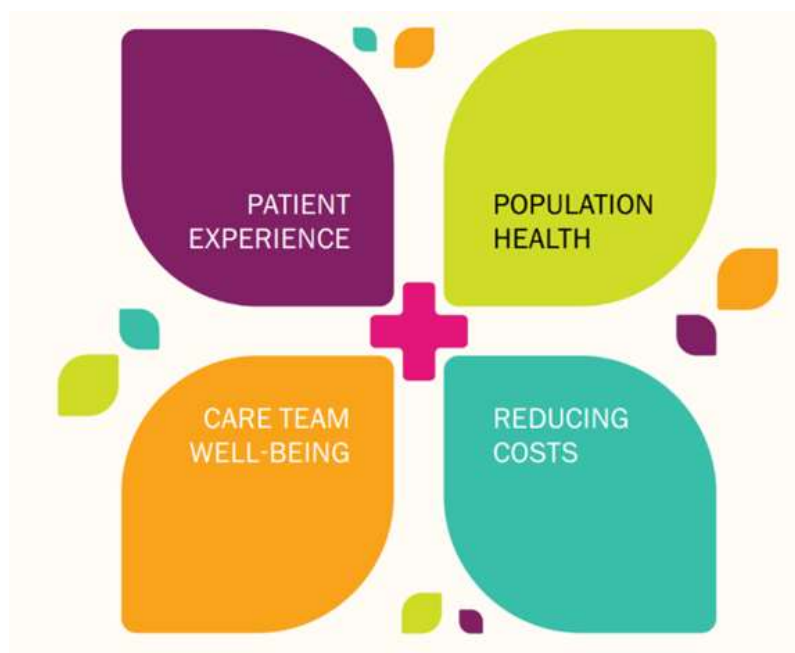 PATIENT
EXPERIENCE
POPULATION
HEALTH
CARE TEAM
WELL-BEING
REDUCING
COSTS